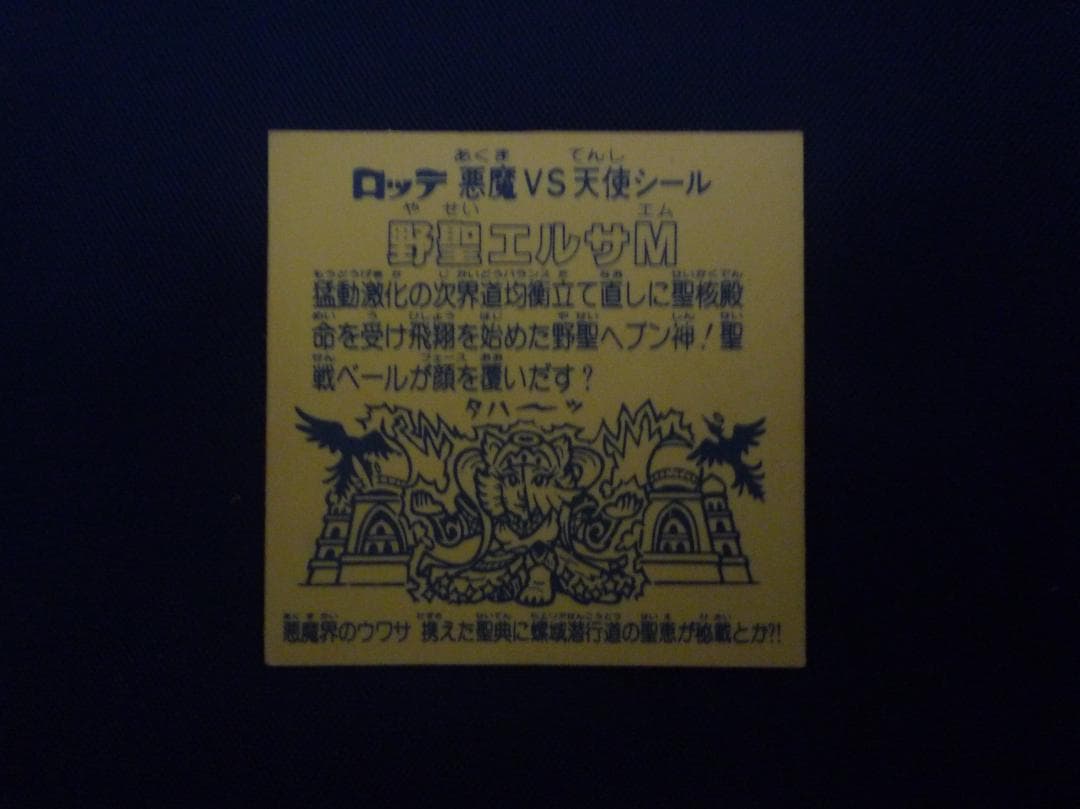 ロッテ 悪魔VS天使シール
野聖エルサM
猛動激化の次界道均衡立て直しに聖核殿
命を受け飛翔を始めた野聖ヘブン神！聖
戦ベールが顔を覆いだす？
タハ〜ッ
悪魔界のウワサ 携えた聖典に螺域潜行道の聖恵が秘載とか?!